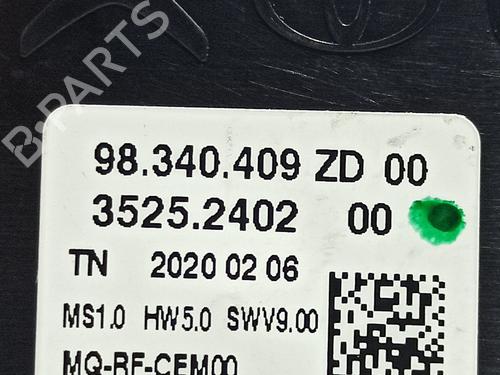 B-PARTS
98.340.409 ZD 00
3525.2402 00
TN 2020 02 06
MS1.0 HW5.0 SWV9.00
MQ-RF-CEM00